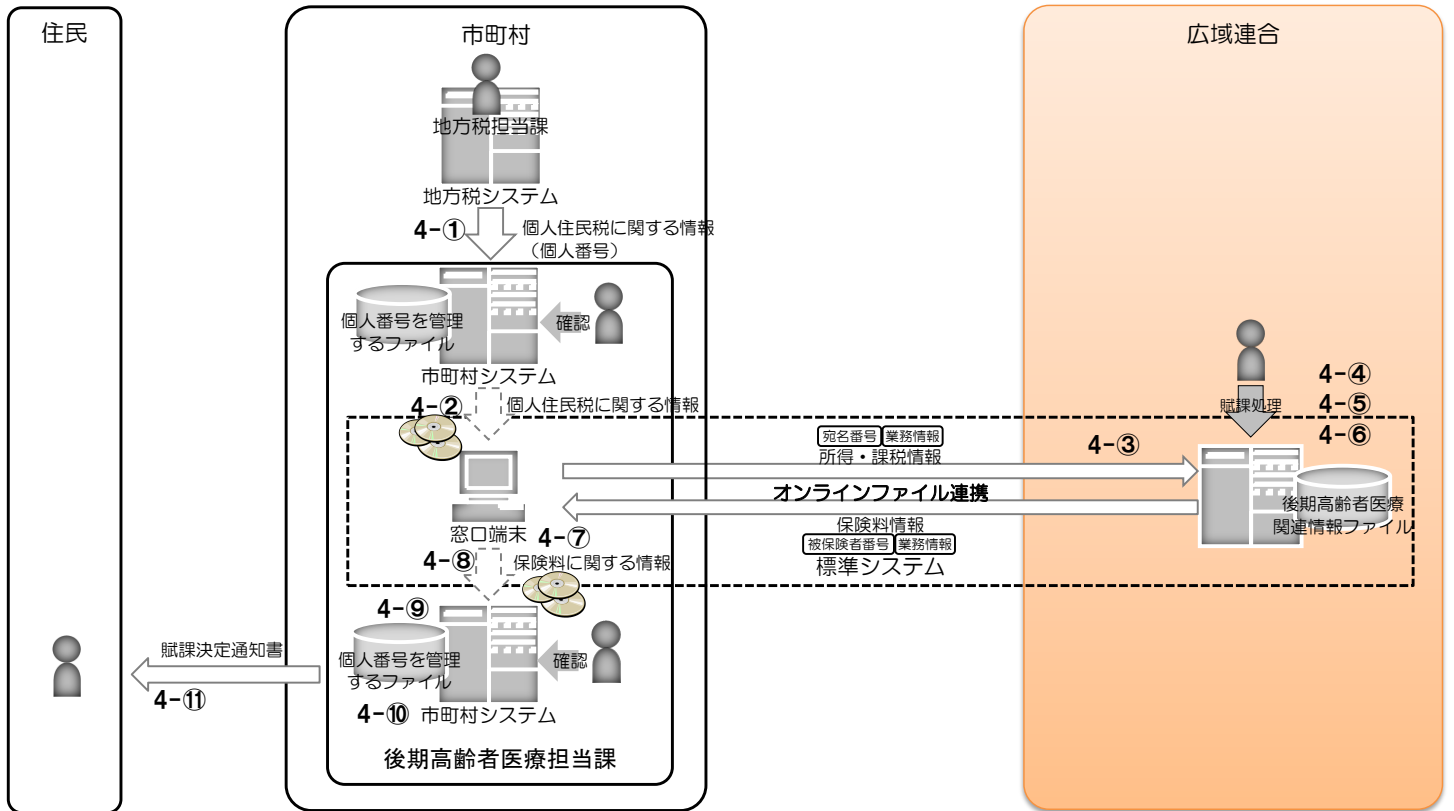 住民
市町村
広域連合
地方税担当課
地方税システム
4-①
個人住民税に関する情報
（個人番号）
個人番号を管理
するファイル
確認
市町村システム
4-②
個人住民税に関する情報
4-④
賦課処理
4-⑤
4-⑥
宛名番号
業務情報
所得・課税情報
4-③
オンラインファイル連携
後期高齢者医療
関連情報ファイル
窓口端末
4-⑦
保険料情報
被保険者番号
業務情報
標準システム
4-⑧
保険料に関する情報
4-⑨
個人番号を管理
するファイル
確認
4-⑩
市町村システム
賦課決定通知書
4-⑪
後期高齢者医療担当課